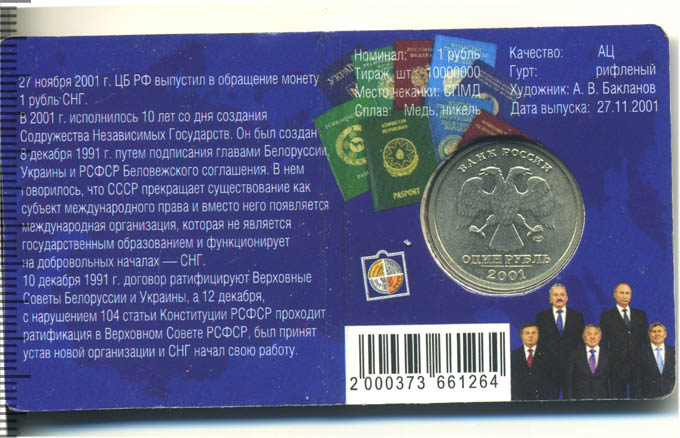 27 ноября 2001 г. ЦБ РФ выпустил в обращение монету
1 рубль СНГ.
В 2001 г. исполнилось 10 лет со дня создания
Содружества Независимых Государств. Он был создан
8 декабря 1991 г. путем подписания главами Белоруссии,
Украины и РСФСР Беловежского соглашения. В нем
говорилось, что СССР прекращает существование как
субъект международного права и вместо него появляется
международная организация, которая не является
государственным образованием и функционирует
на добровольных началах — СНГ.
10 декабря 1991 г. договор ратифицируют Верховные
Советы Белоруссии и Украины, а 12 декабря,
с нарушением 104 статьи Конституции РСФСР проходит
ратификация в Верховном Совете РСФСР, был принят
устав новой организации и СНГ начал свою работу.
Номинал: 1 рубль
Тираж, шт.: 10000000
Место чеканки: СПМД
Сплав: Медь, никель
Качество: АЦ
Гурт: рифленый
Художник: А. В. Бакланов
Дата выпуска: 27.11.2001
PASPORT
БАНК РОССИИ
ОДИН РУБЛЬ
2001
2 000373 661264